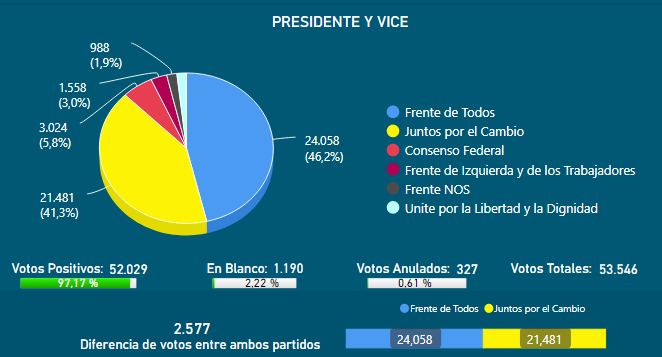 PRESIDENTE Y VICE
988
(1,9%)
1.558
(3,0%)
3.024
(5,8%)
24.058
(46,2%)
21.481
(41,3%)
Frente de Todos
Juntos por el Cambio
Consenso Federal
Frente de Izquierda y de los Trabajadores
Frente NOS
Unite por la Libertad y la Dignidad
Votos Positivos: 52.029
97,17 %
En Blanco: 1.190
2,22 %
Votos Anulados: 327
0,61 %
Votos Totales: 53.546
Frente de Todos Juntos por el Cambio
2.577
Diferencia de votos entre ambos partidos
24,058 21,481